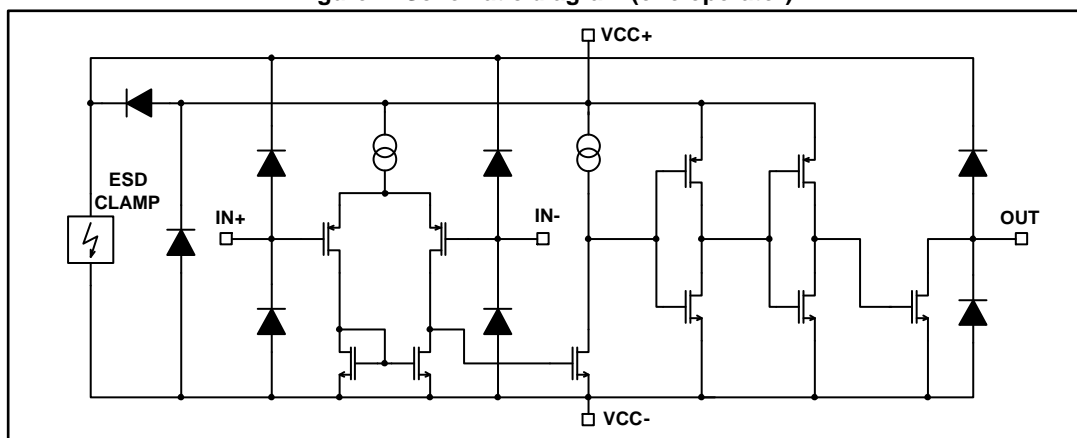 VCC+
ESD
CLAMP
IN+
IN-
OUT
VCC-